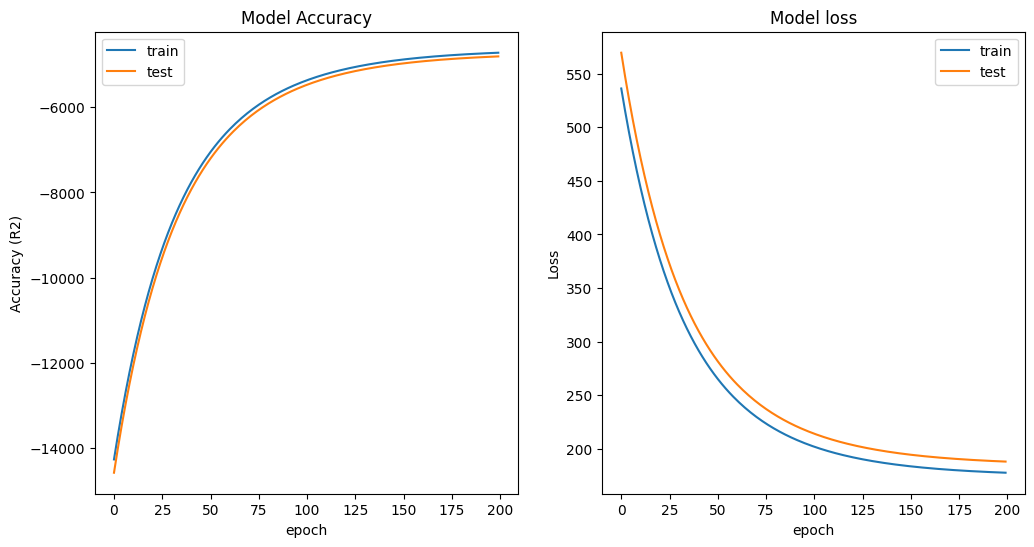 Model Accuracy
train
test
−6000
−8000
−10000
−12000
−14000
Accuracy (R2)
0 25 50 75 100 125 150 175 200
epoch
Model loss
train
test
550
500
450
400
350
300
250
200
Loss
0 25 50 75 100 125 150 175 200
epoch